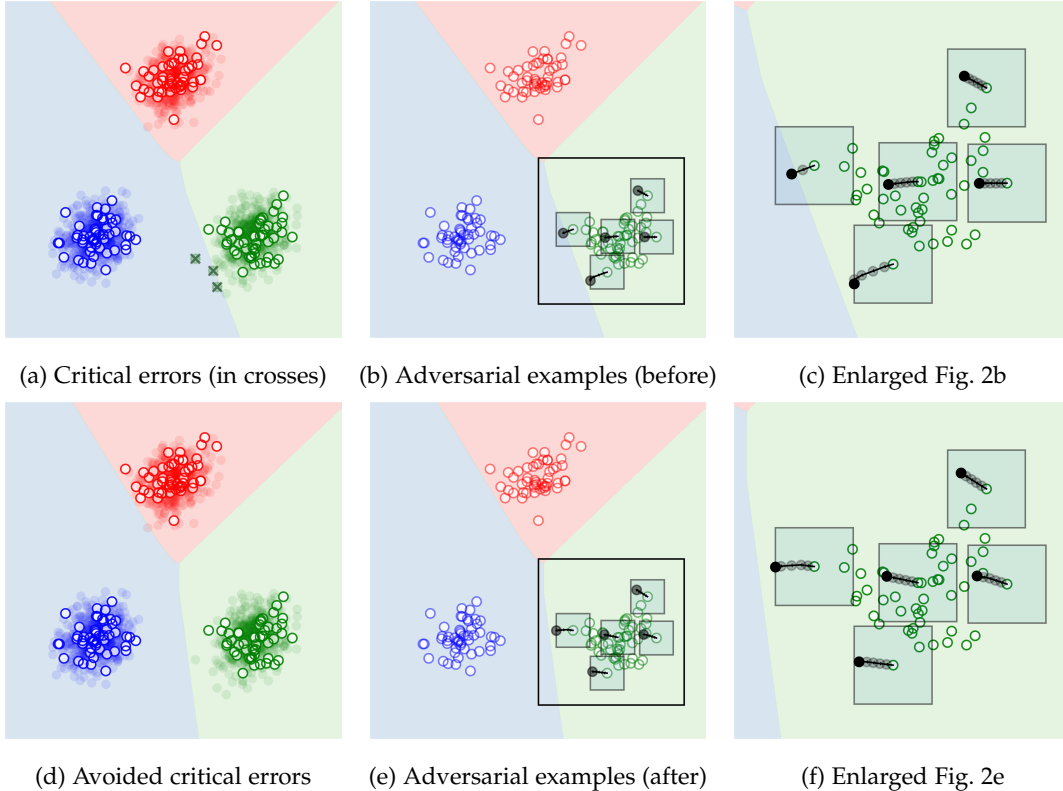 (a) Critical errors (in crosses)
(b) Adversarial examples (before)
(c) Enlarged Fig. 2b
(d) Avoided critical errors
(e) Adversarial examples (after)
(f) Enlarged Fig. 2e